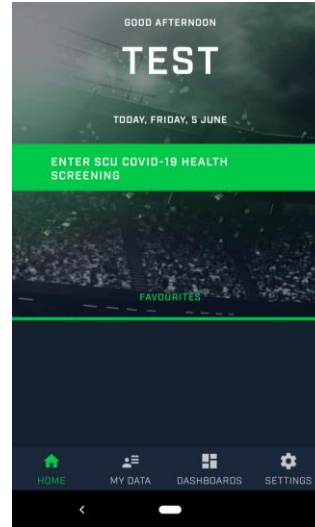 GOOD AFTERNOON
TEST
TODAY, FRIDAY, 5 JUNE
ENTER SCU COVID-19 HEALTH
SCREENING
FAVOURITES
HOME
MY DATA
DASHBOARDS
SETTINGS